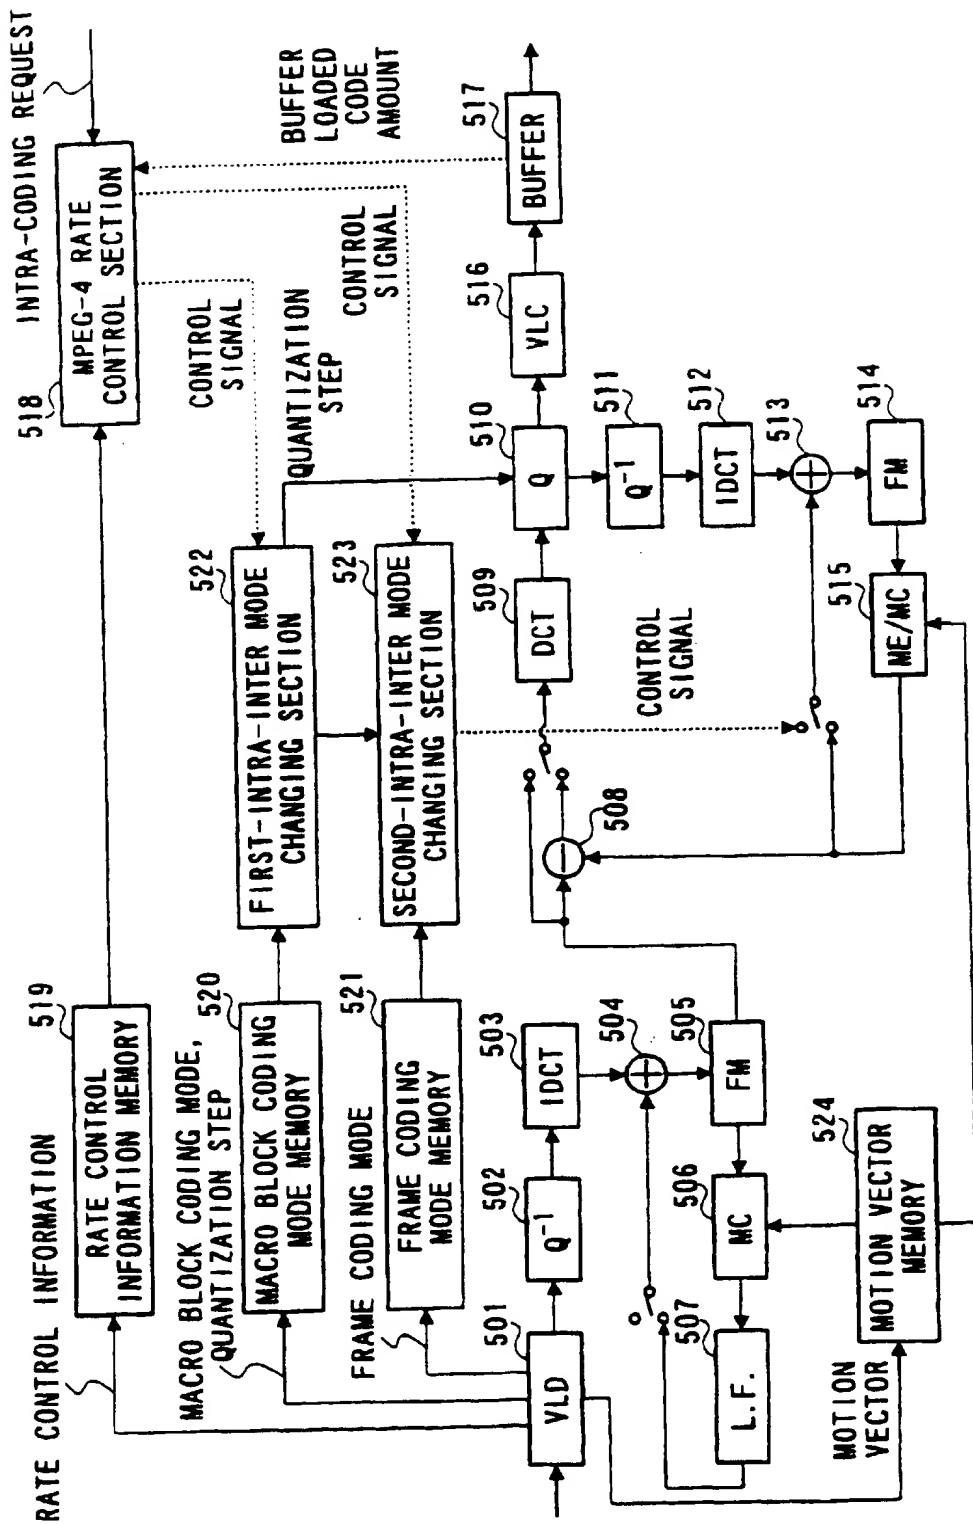 RATE CONTROL INFORMATION
INTRA-CODING REQUEST
519
RATE CONTROL
INFORMATION MEMORY
518
MPEG-4 RATE
CONTROL SECTION
MACRO BLOCK CODING MODE,
QUANTIZATION STEP
520
MACRO BLOCK CODING
MODE MEMORY
522
FIRST-INTRA-INTER MODE
CHANGING SECTION
CONTROL
SIGNAL
BUFFER
LOADED
CODE
AMOUNT
FRAME CODING MODE
521
FRAME CODING
MODE MEMORY
523
SECOND-INTRA-INTER MODE
CHANGING SECTION
QUANTIZATION
STEP
CONTROL
SIGNAL
501
VLD
502
Q-1
503
IDCT
504
505
FM
506
MC
507
L.F.
508
509
DCT
510
Q
516
VLC
517
BUFFER
511
Q-1
512
IDCT
513
514
FM
515
ME/MC
CONTROL
SIGNAL
MOTION
VECTOR
524
MOTION VECTOR
MEMORY